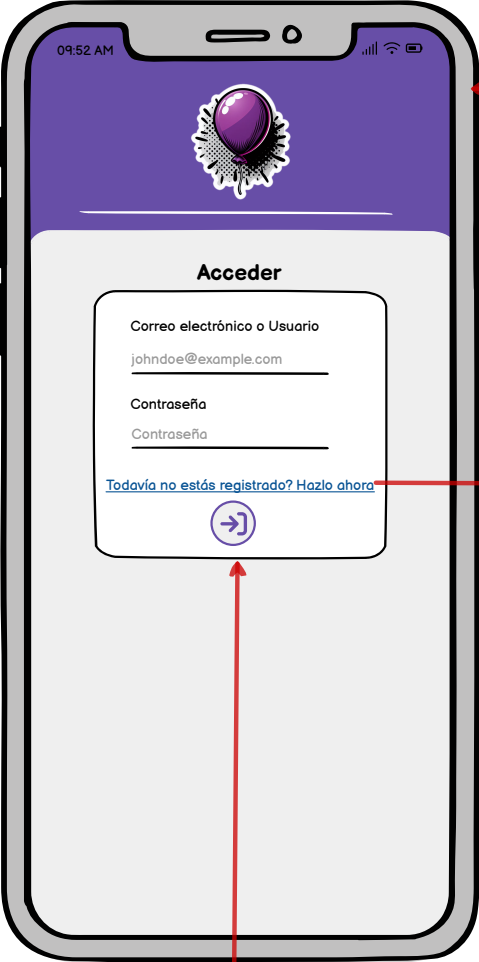 09:52 AM
Acceder
Correo electrónico o Usuario
johndoe@example.com
Contraseña
Contraseña
Todavía no estás registrado? Hazlo ahora